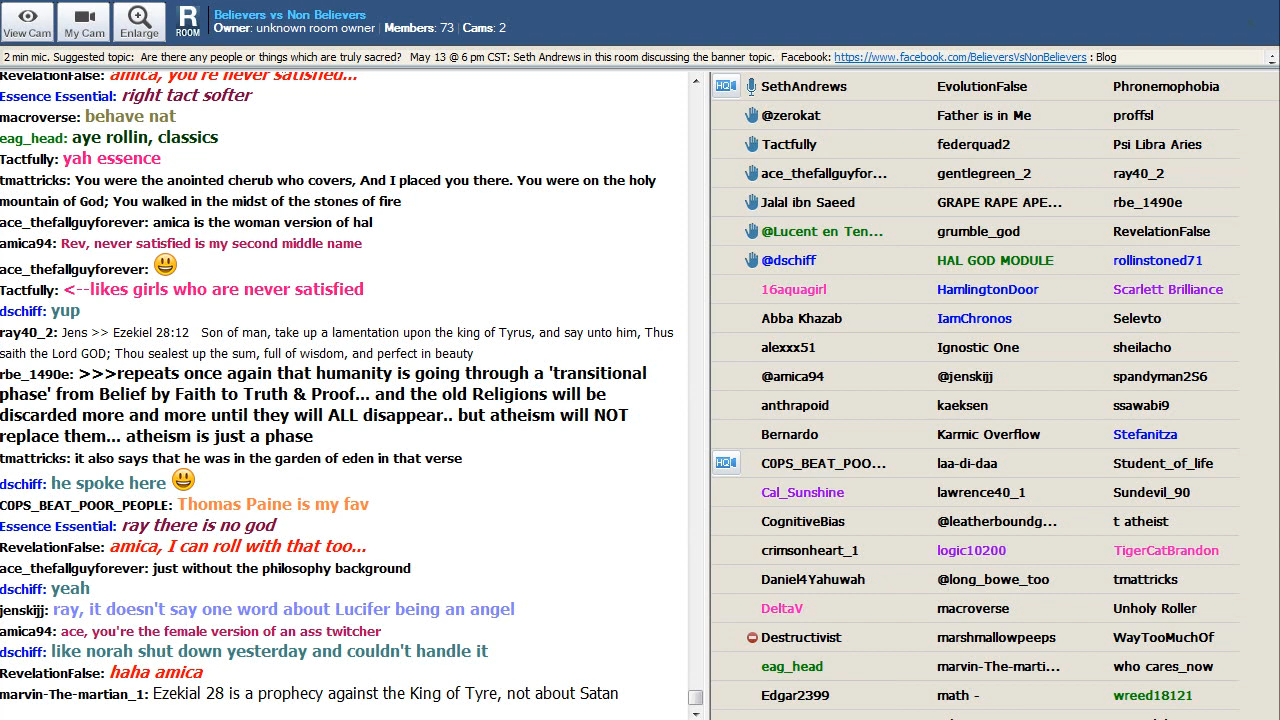 Believers vs Non Believers
Owner: unknown room owner | Members: 73 | Cams: 2
View Cam
My Cam
Enlarge
R
ROOM
2 min mic. Suggested topic: Are there any people or things which are truly sacred? May 13 @ 6 pm CST: Seth Andrews in this room discussing the banner topic. Facebook: https://www.facebook.com/BelieversVsNonBelievers : Blog
RevelationFalse: amica, you're never satisfied...
Essence Essential: right tact softer
macroverse: behave nat
eag_head: aye rollin, classics
Tactfully: yah essence
tmattricks: You were the anointed cherub who covers, And I placed you there. You were on the holy
mountain of God; You walked in the midst of the stones of fire
ace_thefallguyforever: amica is the woman version of hal
amica94: Rev, never satisfied is my second middle name
ace_thefallguyforever:
Tactfully: <--likes girls who are never satisfied
dschiff: yup
ray40_2: Jens >> Ezekiel 28:12 Son of man, take up a lamentation upon the king of Tyrus, and say unto him, Thus
saith the Lord GOD; Thou sealest up the sum, full of wisdom, and perfect in beauty
rbe_1490e: >>>repeats once again that humanity is going through a 'transitional
phase' from Belief by Faith to Truth & Proof... and the old Religions will be
discarded more and more until they will ALL disappear.. but atheism will NOT
replace them... atheism is just a phase
tmattricks: it also says that he was in the garden of eden in that verse
dschiff: he spoke here
C0PS_BEAT_POOR_PEOPLE: Thomas Paine is my fav
Essence Essential: ray there is no god
RevelationFalse: amica, I can roll with that too...
ace_thefallguyforever: just without the philosophy background
dschiff: yeah
jenskijj: ray, it doesn't say one word about Lucifer being an angel
amica94: ace, you're the female version of an ass twitcher
dschiff: like norah shut down yesterday and couldn't handle it
RevelationFalse: haha amica
marvin-The-martian_1: Ezekial 28 is a prophecy against the King of Tyre, not about Satan
HQ SethAndrews EvolutionFalse Phronemophobia
@zerokat Father is in Me proffsl
Tactfully federquad2 Psi Libra Aries
ace_thefallguyfor... gentlegreen_2 ray40_2
Jalal ibn Saeed GRAPE RAPE APE... rbe_1490e
@Lucent en Ten... grumble_god RevelationFalse
@dschiff HAL GOD MODULE rollinstoned71
16aquagirl HamlingtonDoor Scarlett Brilliance
Abba Khazab IamChronos Selevto
alexxx51 Ignostic One sheilacho
@amica94 @jenskijj spandyman2S6
anthrapoid kaeksen ssawabi9
Bernardo Karmic Overflow Stefanitza
HQ C0PS_BEAT_POO... laa-di-daa Student_of_life
Cal_Sunshine lawrence40_1 Sundevil_90
CognitiveBias @leatherboundg... t atheist
crimsonheart_1 logic10200 TigerCatBrandon
Daniel4Yahuwah @long_bowe_too tmattricks
DeltaV macroverse Unholy Roller
Destructivist marshmallowpeeps WayTooMuchOf
eag_head marvin-The-marti... who cares_now
Edgar2399 math - wreed18121